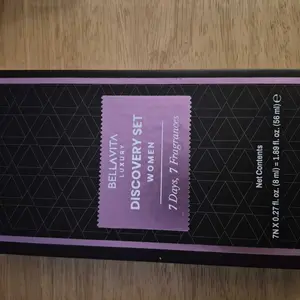 BELLAVITA
LUXURY
DISCOVERY SET
WOMEN
7 Days, 7 Fragrances
Net Contents
7N X 0.27 fl. oz. (8 ml) = 1.89 fl. oz. (56 ml) ℮